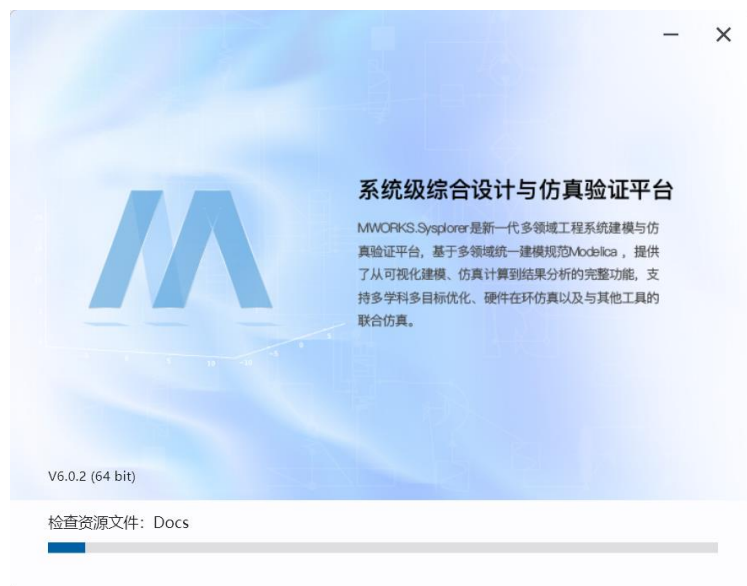 系统级综合设计与仿真验证平台
MWORKS.Sysplorer是新一代多领域工程系统建模与仿
真验证平台，基于多领域统一建模规范Modelica ，提供
了从可视化建模、仿真计算到结果分析的完整功能，支
持多学科多目标优化、硬件在环仿真以及与其他工具的
联合仿真。
V6.0.2 (64 bit)
检查资源文件：Docs